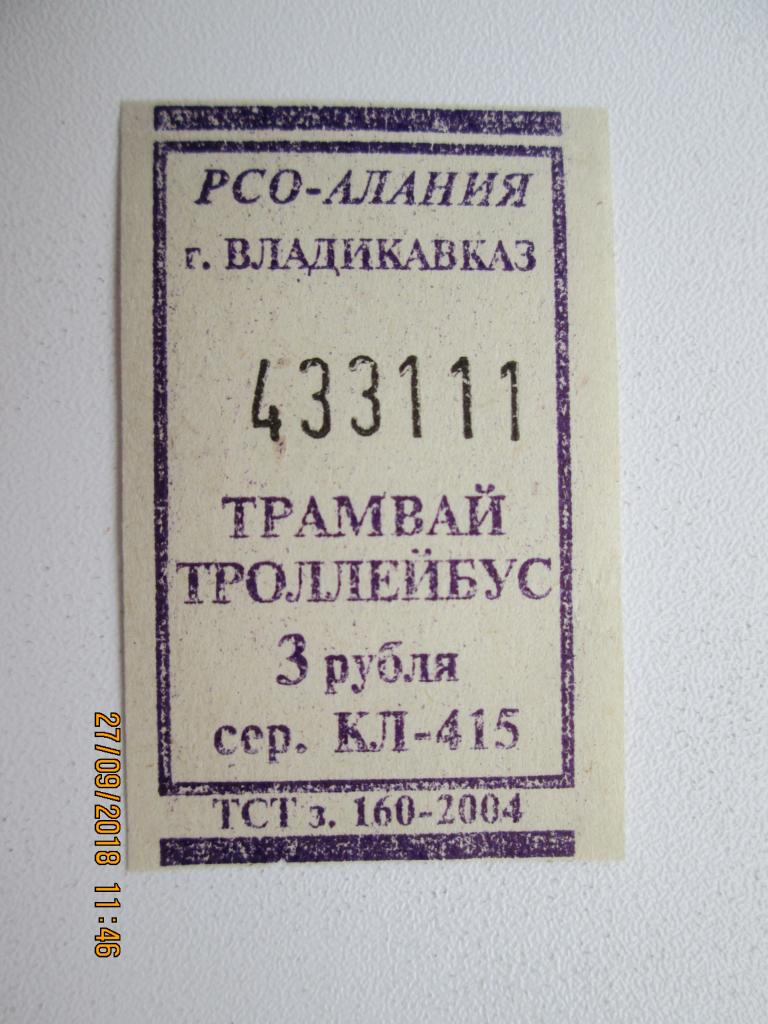 РСО-АЛАНИЯ
г. ВЛАДИКАВКАЗ
433111
ТРАМВАЙ
ТРОЛЛЕЙБУС
3 рубля
сер. КЛ-415
ТСТ з. 160-2004
27/09/2018 11:46